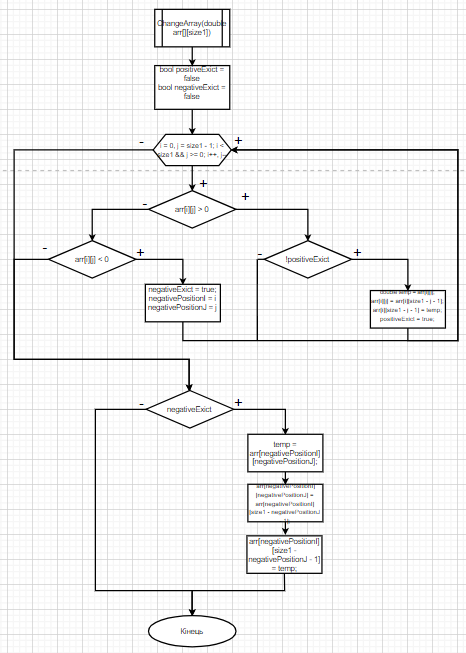 ChangeArray(double
arr[][size1])
bool positiveExict =
false
bool negativeExict =
false
-
+
i = 0, j = size1 - 1; i <
size1 && j >= 0; i++, j--
+
-
+
arr[i][j] > 0
-
+
arr[i][j] < 0
-
+
!positiveExict
negativeExict = true;
negativePositionI = i
negativePositionJ = j
double temp = arr[i][j];
arr[i][j] = arr[i][size1 - j - 1];
arr[i][size1 - j - 1] = temp;
positiveExict = true;
-
+
negativeExict
temp =
arr[negativePositionI]
[negativePositionJ];
arr[negativePositionI]
[negativePositionJ] =
arr[negativePositionI]
[size1 - negativePositionJ
arr[negativePositionI]
[size1 -
negativePositionJ - 1]
= temp;
Кінець